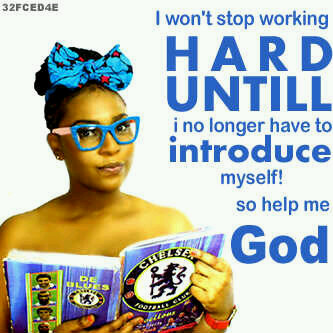 32FCED4E
I won't stop working
HARD
UNTILL
i no longer have to
introduce
myself!
so help me
God
DE
BLUES
CHELSEA
FOOTBALL CLUB